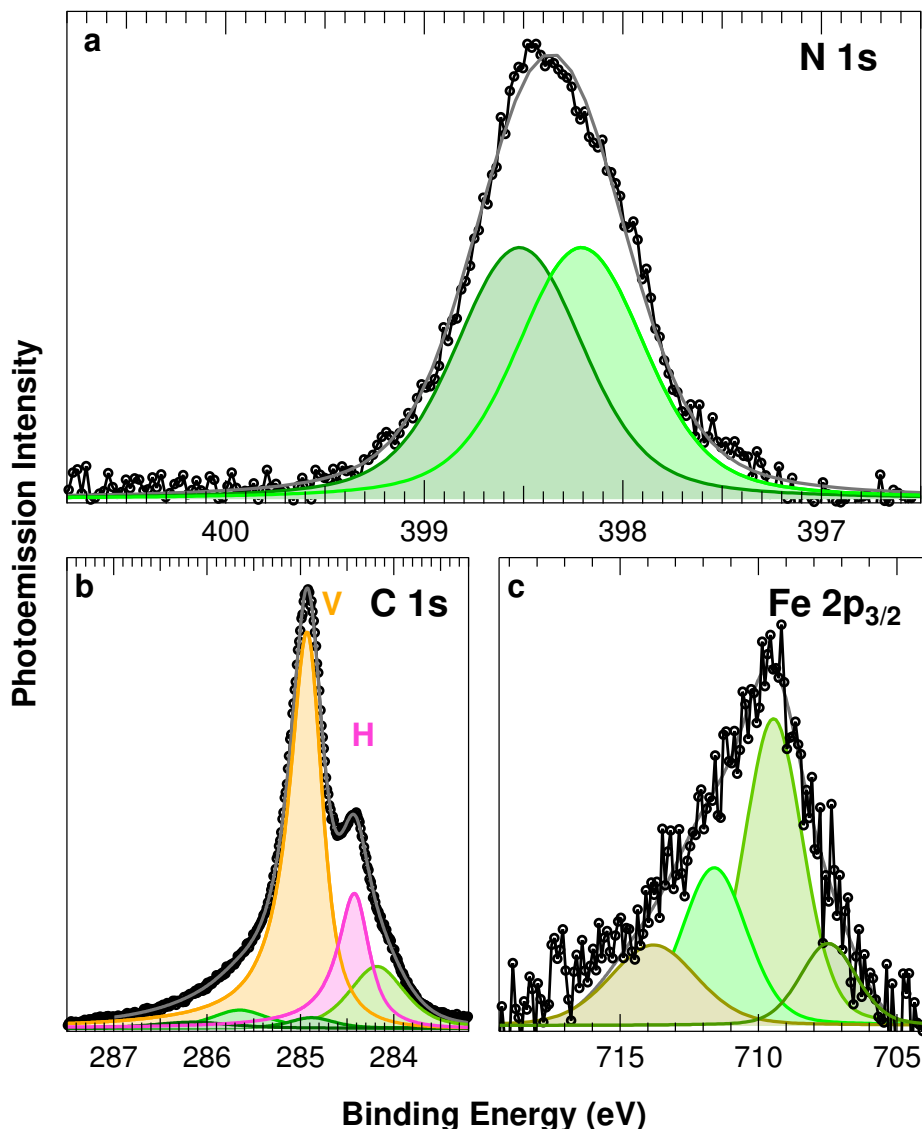 a
N 1s
400 399 398 397
b
V
C 1s
H
287 286 285 284
c
Fe 2p3/2
715 710 705
Photoemission Intensity
Binding Energy (eV)